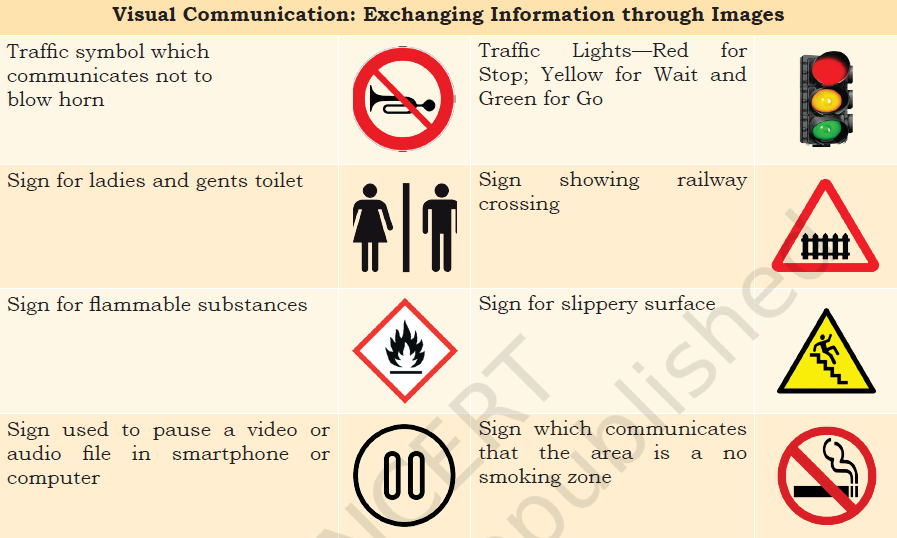 Visual Communication: Exchanging Information through Images
Traffic symbol which
communicates not to
blow horn
Traffic Lights—Red for
Stop; Yellow for Wait and
Green for Go
Sign for ladies and gents toilet
Sign showing railway
crossing
Sign for flammable substances
Sign for slippery surface
Sign used to pause a video or
audio file in smartphone or
computer
Sign which communicates
that the area is a no
smoking zone
NCERT
republished